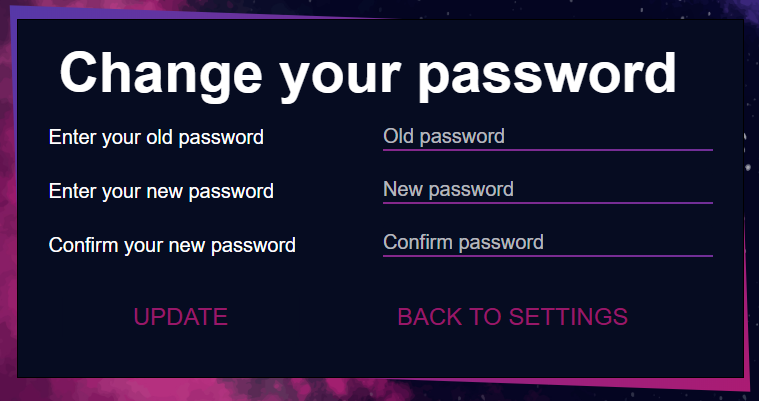 Change your password
Enter your old password Old password
Enter your new password New password
Confirm your new password Confirm password
UPDATE BACK TO SETTINGS